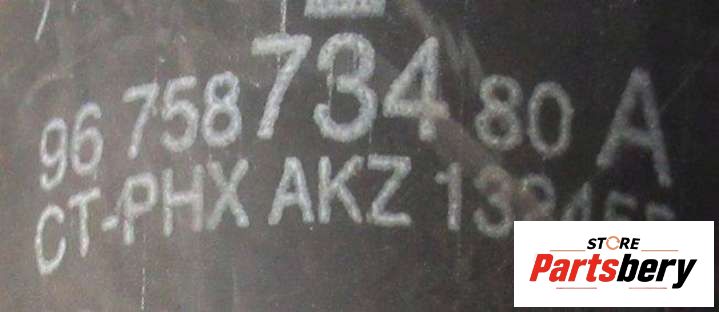 96 758 734 80 A
CT-PHX AKZ
STORE
Partsbery